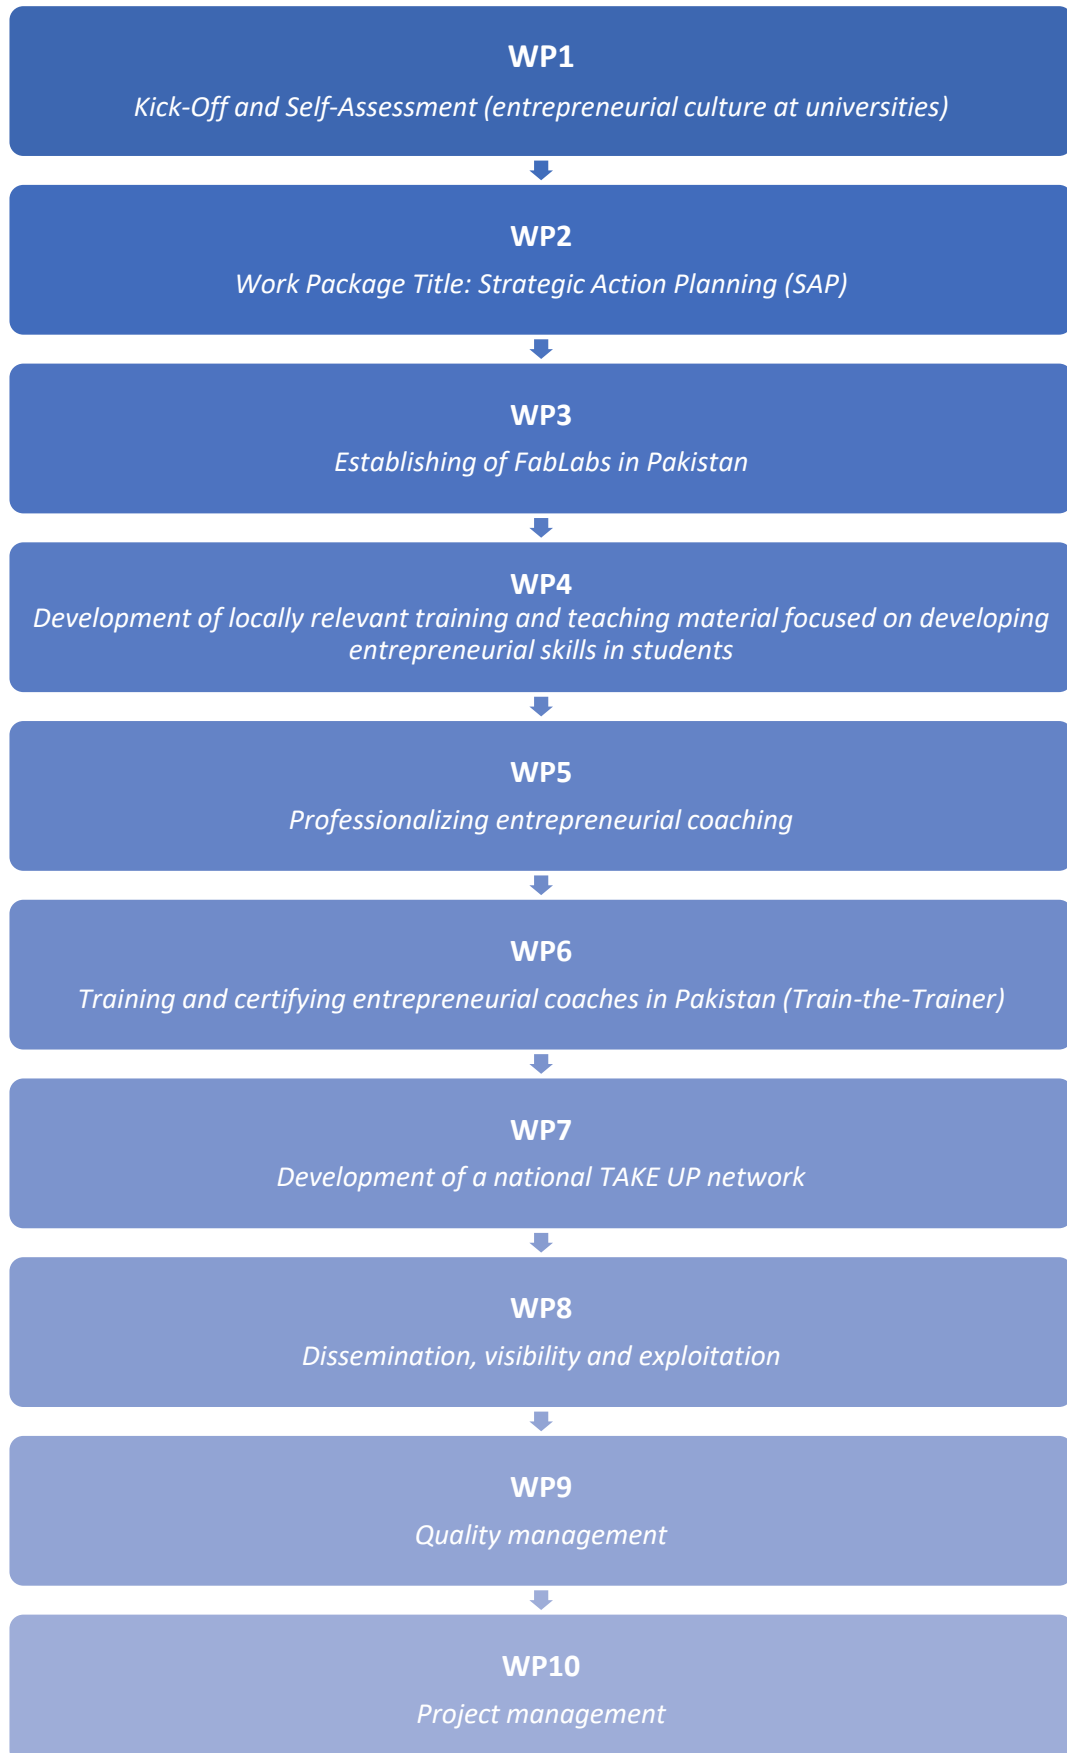 WP1
Kick-Off and Self-Assessment (entrepreneurial culture at universities)
WP2
Work Package Title: Strategic Action Planning (SAP)
WP3
Establishing of FabLabs in Pakistan
WP4
Development of locally relevant training and teaching material focused on developing
entrepreneurial skills in students
WP5
Professionalizing entrepreneurial coaching
WP6
Training and certifying entrepreneurial coaches in Pakistan (Train-the-Trainer)
WP7
Development of a national TAKE UP network
WP8
Dissemination, visibility and exploitation
WP9
Quality management
WP10
Project management